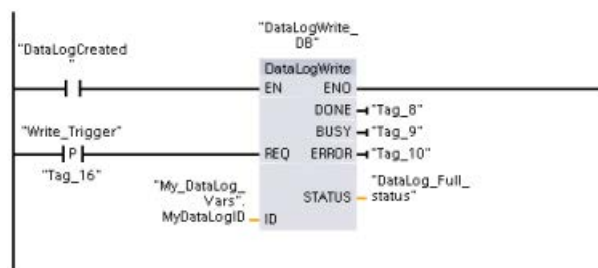 "DataLogWrite_
DB"
"DataLogCreated
"
DataLogWrite
EN ENO
DONE "Tag_8"
"Write_Trigger"
BUSY "Tag_9"
P
REQ ERROR "Tag_10"
"Tag_16"
"My_DataLog_
Vars".
MyDataLogID ID
"DataLog_Full_
STATUS status"